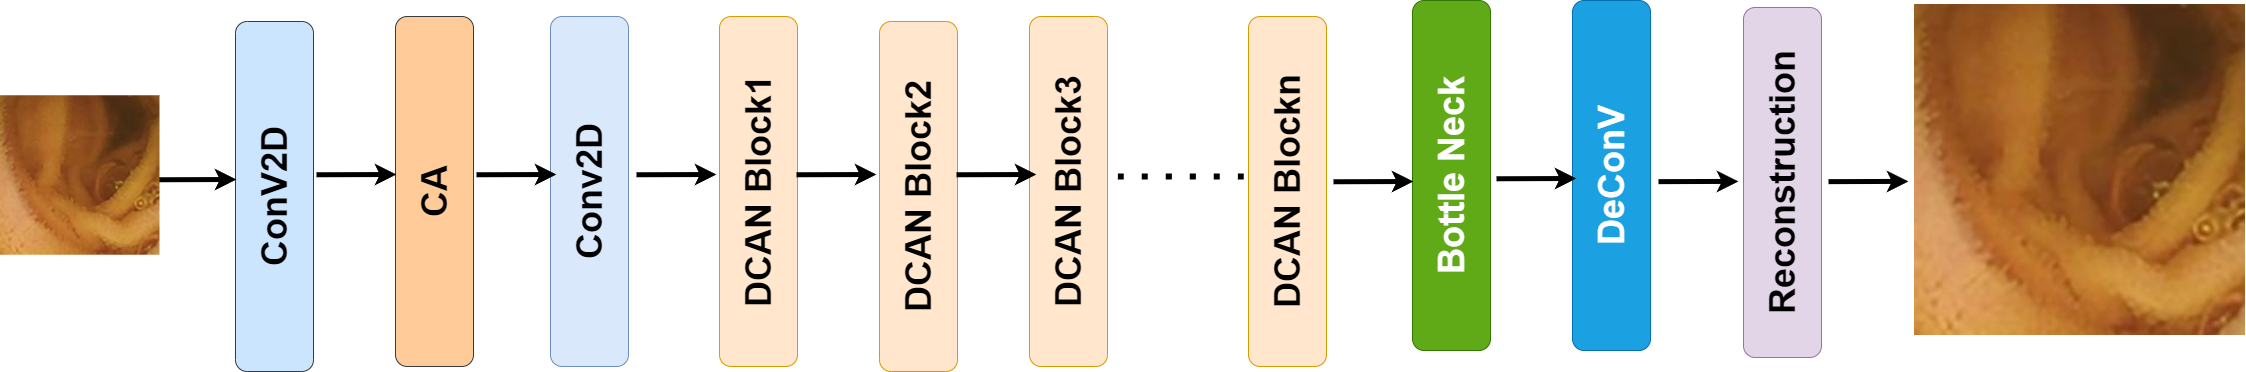 ConV2D
CA
Conv2D
DCAN Block1
DCAN Block2
DCAN Block3
DCAN Blockn
Bottle Neck
DeConV
Reconstruction